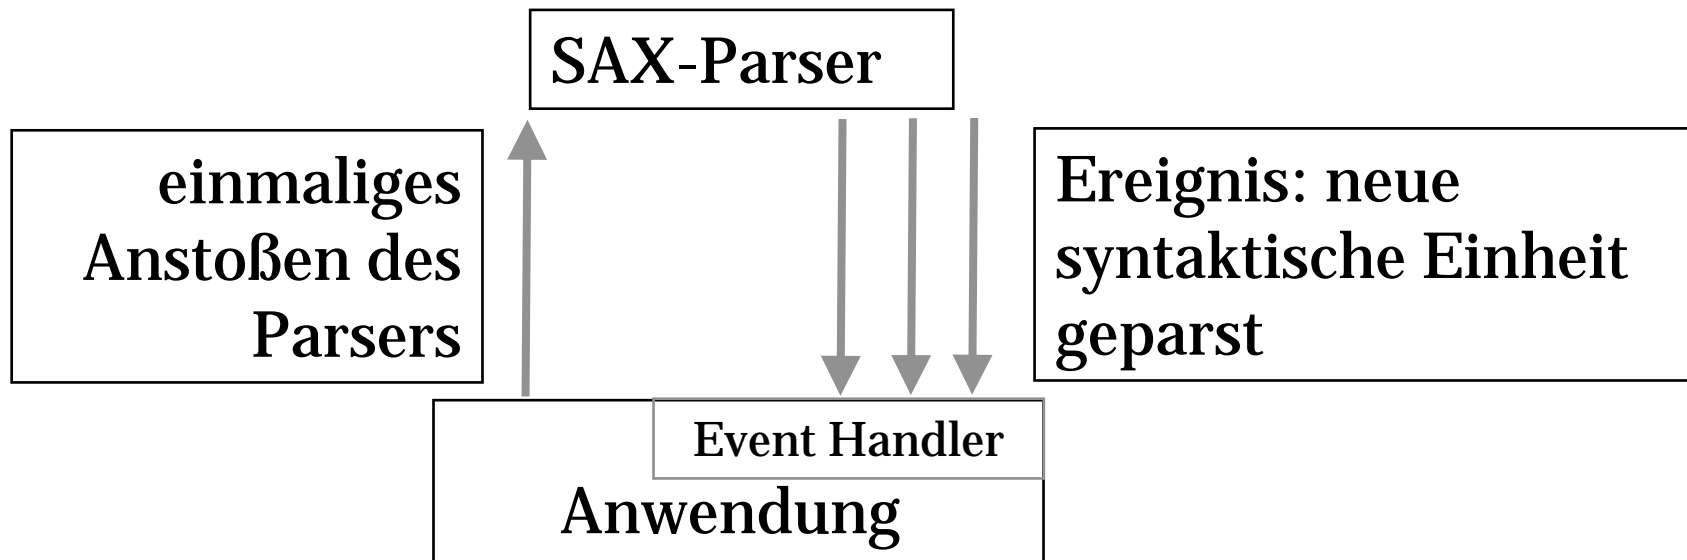 SAX-Parser
einmaliges
Anstoßen des
Parsers
Ereignis: neue
syntaktische Einheit
geparst
Event Handler
Anwendung